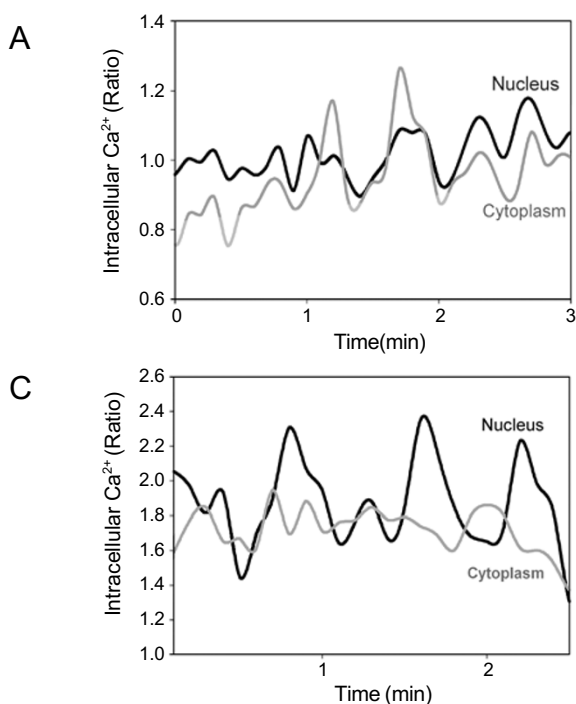 A
Intracellular Ca²⁺ (Ratio)
1.4
1.2
1.0
0.8
0.6
Nucleus
Cytoplasm
0
1
2
3
Time(min)
C
Intracellular Ca²⁺ (Ratio)
2.6
2.4
2.2
2.0
1.8
1.6
1.4
1.2
1.0
Nucleus
Cytoplasm
1
2
Time (min)